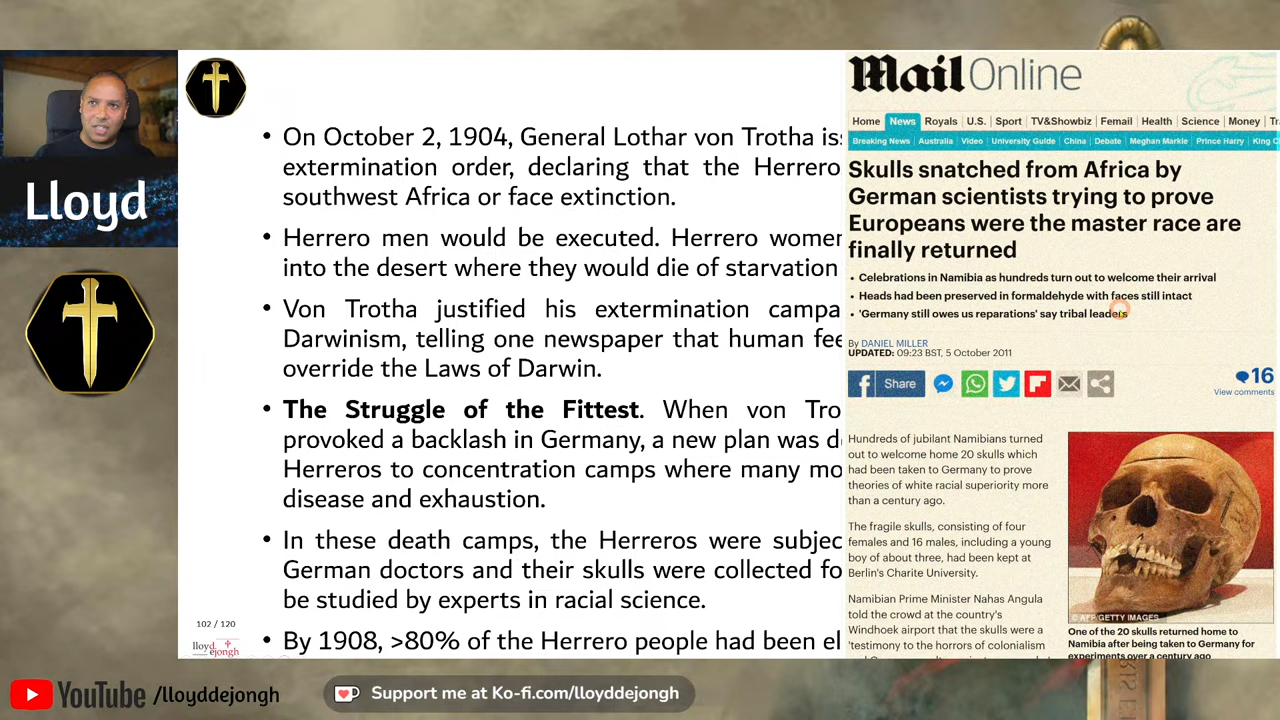 Lloyd
• On October 2, 1904, General Lothar von Trotha is
extermination order, declaring that the Herrero
southwest Africa or face extinction.
• Herrero men would be executed. Herrero women
into the desert where they would die of starvation
• Von Trotha justified his extermination campa
Darwinism, telling one newspaper that human fee
override the Laws of Darwin.
• The Struggle of the Fittest. When von Tro
provoked a backlash in Germany, a new plan was d
Herreros to concentration camps where many mo
disease and exhaustion.
• In these death camps, the Herreros were subjec
German doctors and their skulls were collected fo
be studied by experts in racial science.
• By 1908, >80% of the Herrero people had been el
102 / 120
lloyd
dejongh
Mail Online
Home News Royals U.S. Sport TV&Showbiz Femail Health Science Money Tr
Breaking News Australia Video University Guide China Debate Meghan Markle Prince Harry King C
Skulls snatched from Africa by
German scientists trying to prove
Europeans were the master race are
finally returned
• Celebrations in Namibia as hundreds turn out to welcome their arrival
• Heads had been preserved in formaldehyde with faces still intact
• 'Germany still owes us reparations' say tribal leaders
By DANIEL MILLER
UPDATED: 09:23 BST, 5 October 2011
Share
16
View comments
Hundreds of jubilant Namibians turned
out to welcome home 20 skulls which
had been taken to Germany to prove
theories of white racial superiority more
than a century ago.
The fragile skulls, consisting of four
females and 16 males, including a young
boy of about three, had been kept at
Berlin's Charite University.
Namibian Prime Minister Nahas Angula
told the crowd at the country's
Windhoek airport that the skulls were a
'testimony to the horrors of colonialism
© AFP/GETTY IMAGES
One of the 20 skulls returned home to
Namibia after being taken to Germany for
experiments over a century ago
YouTube /lloyddejongh
Support me at Ko-fi.com/lloyddejongh